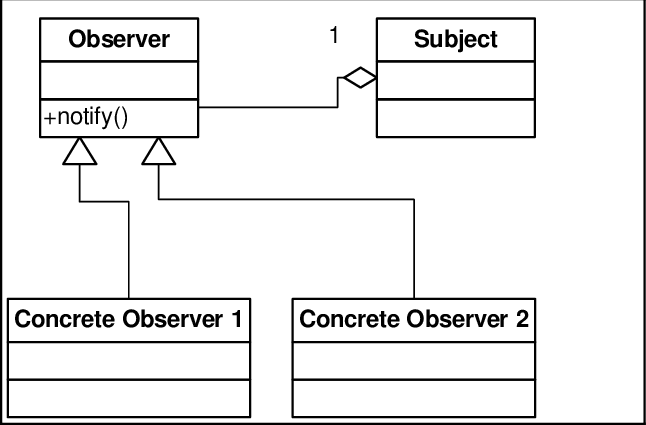 Observer
1
Subject
+notify()
Concrete Observer 1
Concrete Observer 2